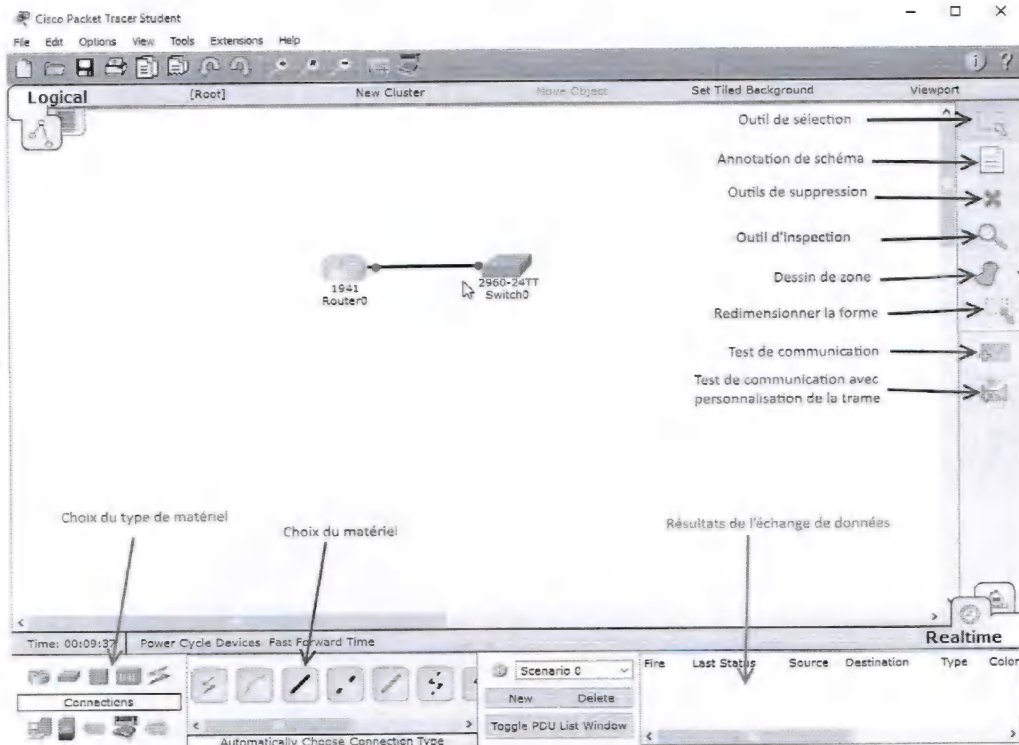 Cisco Packet Tracer Student
File Edit Options View Tools Extensions Help
Logical [Root] New Cluster Move Object Set Tiled Background Viewport
Outil de sélection
Annotation de schéma
Outils de suppression
Outil d'inspection
Dessin de zone
1941
Router0
2960-24TT
Switch0
Redimensionner la forme
Test de communication
Test de communication avec
personnalisation de la trame
Choix du type de matériel
Choix du matériel
Résultats de l'échange de données
Realtime
Time: 00:09:37 Power Cycle Devices Fast Forward Time
Connections
Automatically Choose Connection Type
Scenario 0
New Delete
Toggle PDU List Window
Fire Last Status Source Destination Type Color